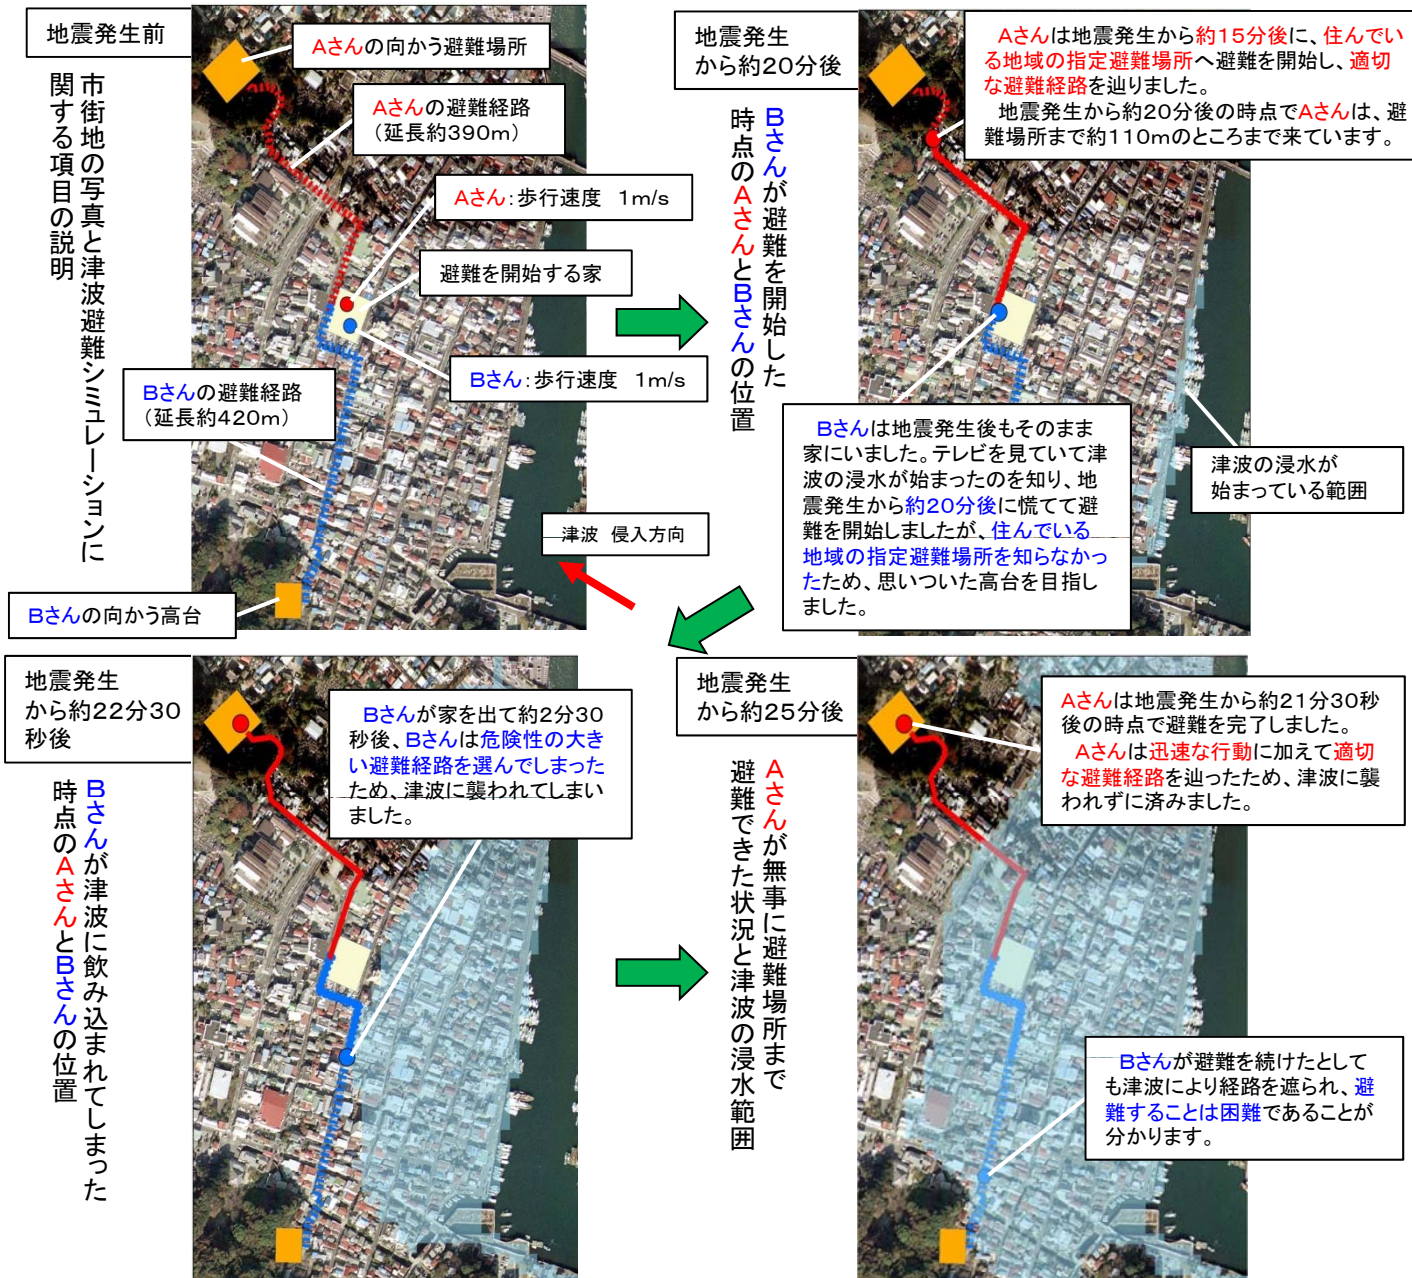 地震発生前
市街地の写真と津波避難シミュレーションに
関する項目の説明
Aさんの向かう避難場所
Aさんの避難経路
(延長約390m)
Aさん:歩行速度 1m/s
避難を開始する家
Bさん:歩行速度 1m/s
Bさんの避難経路
(延長約420m)
Bさんの向かう高台
津波 侵入方向
地震発生
から約20分後
Bさんが避難を開始した
時点のAさんとBさんの位置
Aさんは地震発生から約15分後に、住んでい
る地域の指定避難場所へ避難を開始し、適切
な避難経路を辿りました。
地震発生から約20分後の時点でAさんは、避
難場所まで約110mのところまで来ています。
Bさんは地震発生後もそのまま
家にいました。テレビを見ていて津
波の浸水が始まったのを知り、地
震発生から約20分後に慌てて避
難を開始しましたが、住んでいる
地域の指定避難場所を知らなかっ
たため、思いついた高台を目指し
ました。
津波の浸水が
始まっている範囲
地震発生
から約22分30
秒後
Bさんが津波に飲み込まれてしまった
時点のAさんとBさんの位置
Bさんが家を出て約2分30
秒後、Bさんは危険性の大き
い避難経路を選んでしまった
ため、津波に襲われてしまい
ました。
地震発生
から約25分後
Aさんが無事に避難場所まで
避難できた状況と津波の浸水範囲
Aさんは地震発生から約21分30秒
後の時点で避難を完了しました。
Aさんは迅速な行動に加えて適切
な避難経路を辿ったため、津波に襲
われずに済みました。
Bさんが避難を続けたとして
も津波により経路を遮られ、避
難することは困難であることが
分かります。